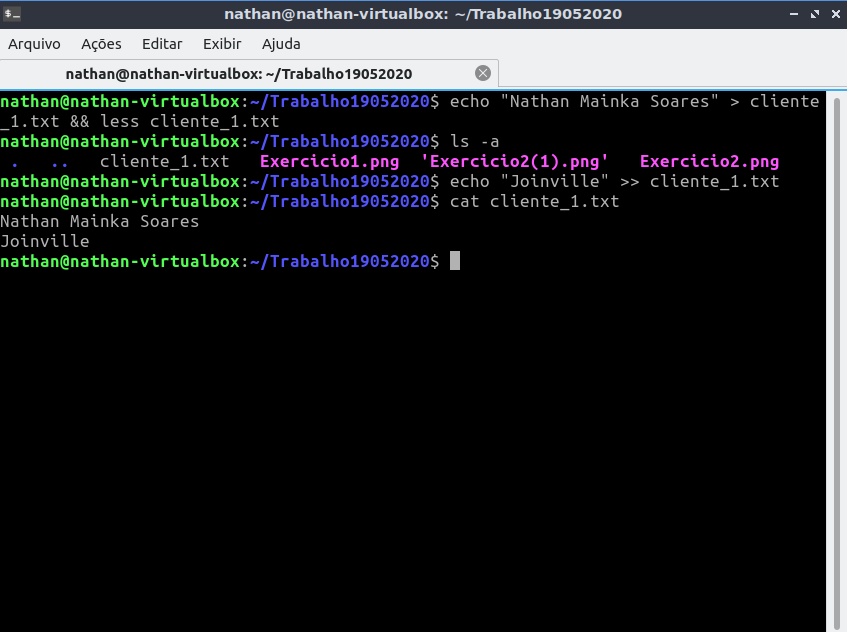 nathan@nathan-virtualbox: ~/Trabalho19052020
Arquivo Ações Editar Exibir Ajuda
nathan@nathan-virtualbox: ~/Trabalho19052020
nathan@nathan-virtualbox:~/Trabalho19052020$ echo "Nathan Mainka Soares" > cliente
_1.txt && less cliente_1.txt
nathan@nathan-virtualbox:~/Trabalho19052020$ ls -a
. .. cliente_1.txt Exercicio1.png 'Exercicio2(1).png' Exercicio2.png
nathan@nathan-virtualbox:~/Trabalho19052020$ echo "Joinville" >> cliente_1.txt
nathan@nathan-virtualbox:~/Trabalho19052020$ cat cliente_1.txt
Nathan Mainka Soares
Joinville
nathan@nathan-virtualbox:~/Trabalho19052020$